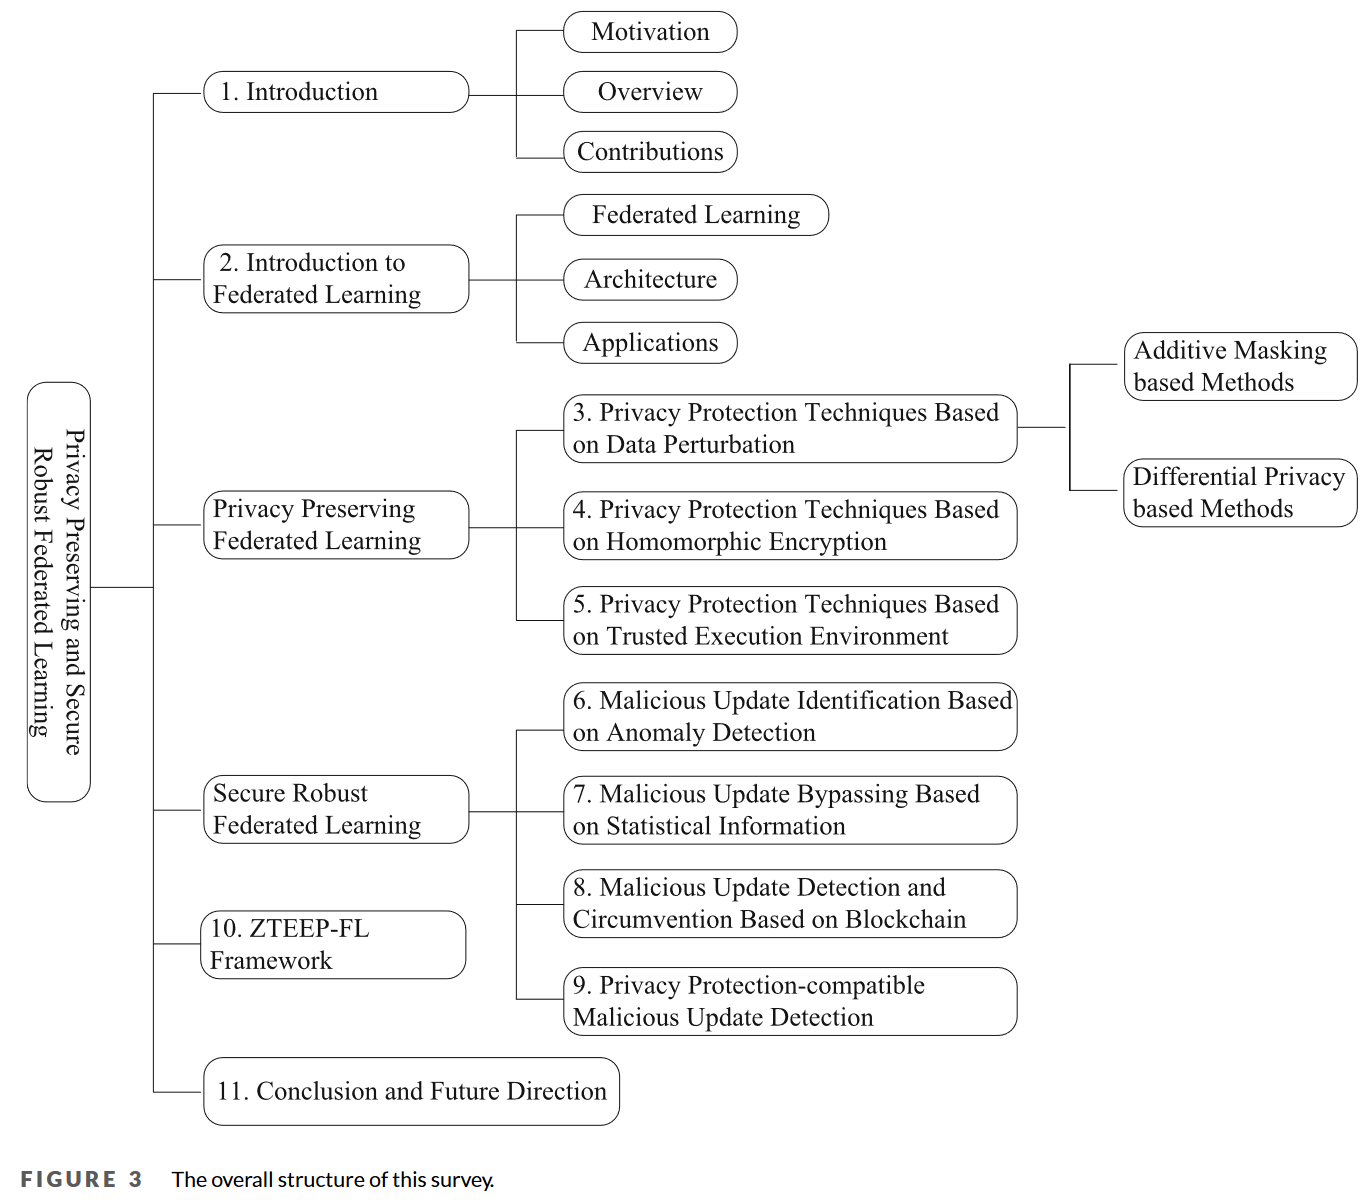 Privacy Preserving and Secure
Robust Federated Learning
1. Introduction
Motivation
Overview
Contributions
2. Introduction to
Federated Learning
Federated Learning
Architecture
Applications
Privacy Preserving
Federated Learning
3. Privacy Protection Techniques Based
on Data Perturbation
Additive Masking
based Methods
Differential Privacy
based Methods
4. Privacy Protection Techniques Based
on Homomorphic Encryption
5. Privacy Protection Techniques Based
on Trusted Execution Environment
Secure Robust
Federated Learning
6. Malicious Update Identification Based
on Anomaly Detection
7. Malicious Update Bypassing Based
on Statistical Information
8. Malicious Update Detection and
Circumvention Based on Blockchain
9. Privacy Protection-compatible
Malicious Update Detection
10. ZTEEP-FL
Framework
11. Conclusion and Future Direction
FIGURE 3 The overall structure of this survey.